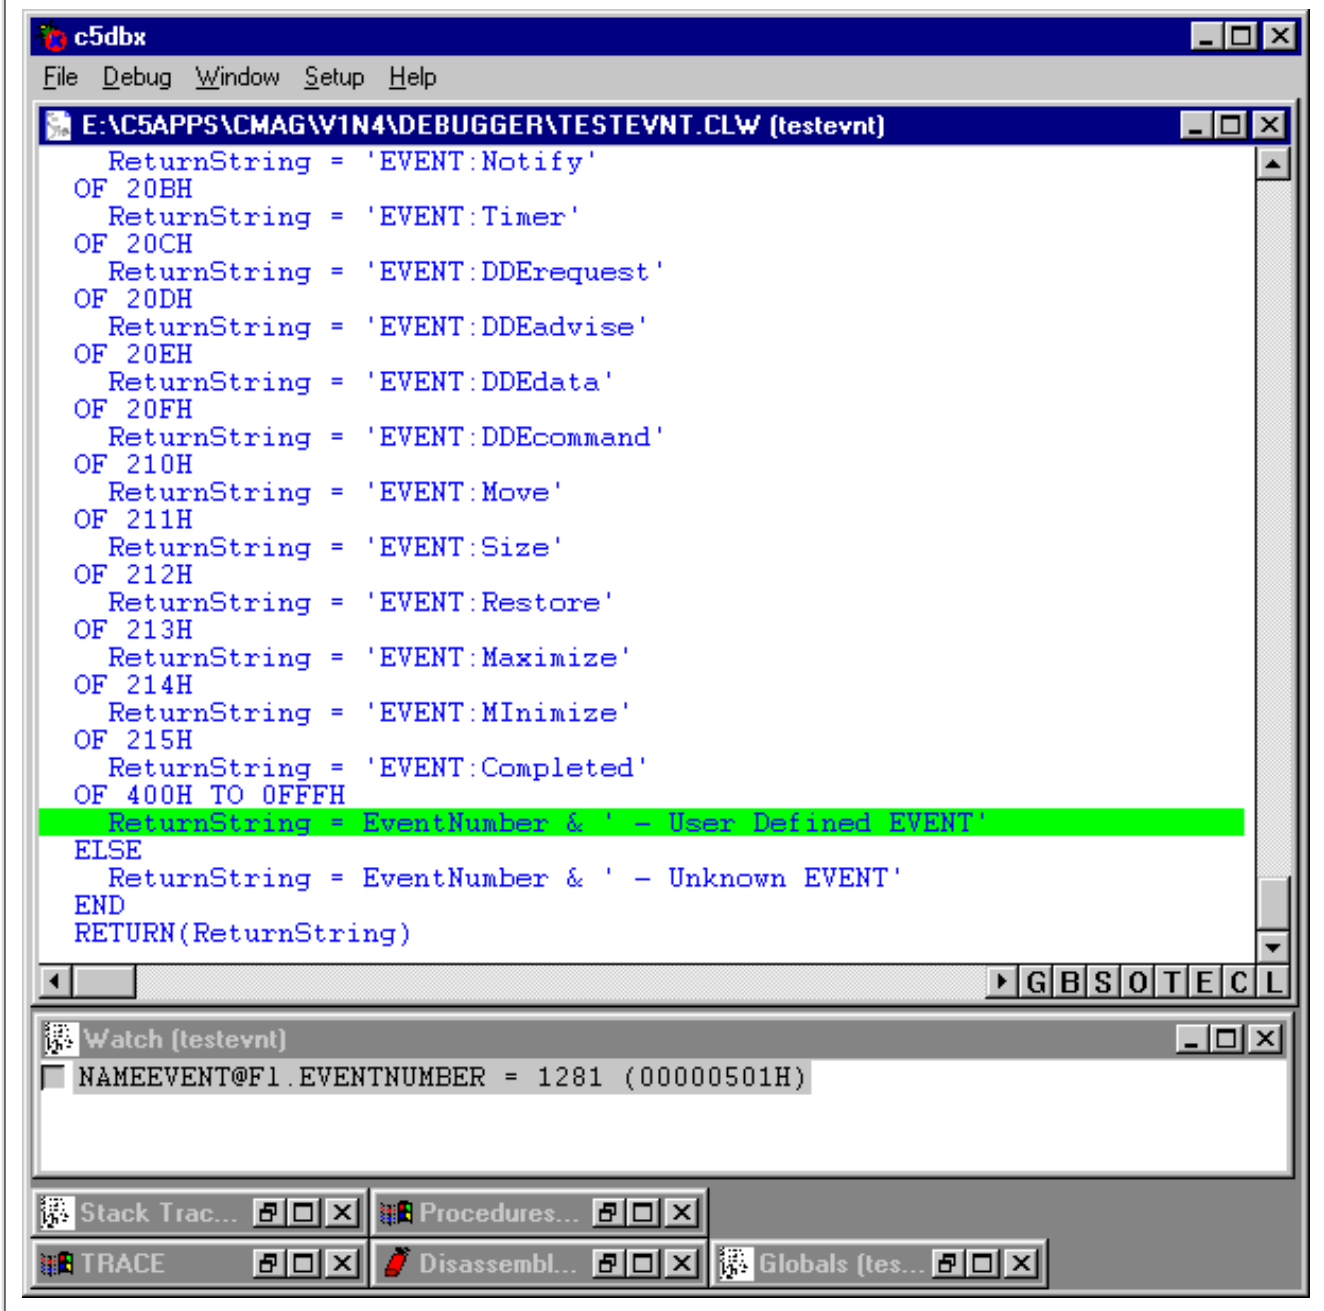 c5dbx
File Debug Window Setup Help
E:\C5APPS\CMAG\V1N4\DEBUGGER\TESTEVNT.CLW (testevnt)
ReturnString = 'EVENT:Notify'
OF 20BH
ReturnString = 'EVENT:Timer'
OF 20CH
ReturnString = 'EVENT:DDErequest'
OF 20DH
ReturnString = 'EVENT:DDEadvise'
OF 20EH
ReturnString = 'EVENT:DDEdata'
OF 20FH
ReturnString = 'EVENT:DDEcommand'
OF 210H
ReturnString = 'EVENT:Move'
OF 211H
ReturnString = 'EVENT:Size'
OF 212H
ReturnString = 'EVENT:Restore'
OF 213H
ReturnString = 'EVENT:Maximize'
OF 214H
ReturnString = 'EVENT:MInimize'
OF 215H
ReturnString = 'EVENT:Completed'
OF 400H TO 0FFFH
ReturnString = EventNumber & ' - User Defined EVENT'
ELSE
ReturnString = EventNumber & ' - Unknown EVENT'
END
RETURN(ReturnString)
G B S O T E C L
Watch (testevnt)
NAMEEVENT@F1.EVENTNUMBER = 1281 (00000501H)
Stack Trac... Procedures...
TRACE Disassembl... Globals (tes...